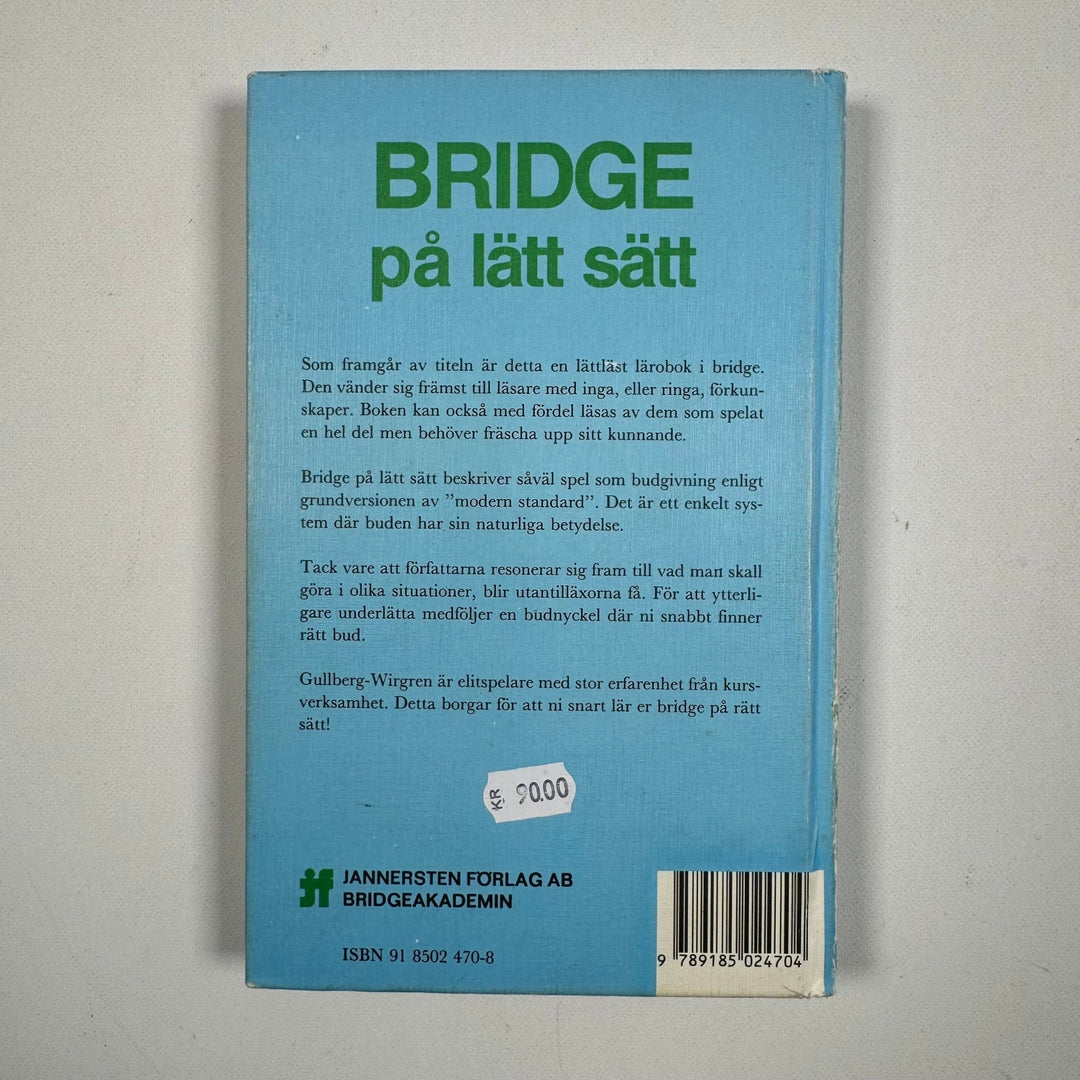 BRIDGE
på lätt sätt
Som framgår av titeln är detta en lättläst lärobok i bridge.
Den vänder sig främst till läsare med inga, eller ringa, förkun-
skaper. Boken kan också med fördel läsas av dem som spelat
en hel del men behöver fräscha upp sitt kunnande.
Bridge på lätt sätt beskriver såväl spel som budgivning enligt
grundversionen av ”modern standard”. Det är ett enkelt sys-
tem där buden har sin naturliga betydelse.
Tack vare att författarna resonerar sig fram till vad man skall
göra i olika situationer, blir utantilläxorna få. För att ytterli-
gare underlätta medföljer en budnyckel där ni snabbt finner
rätt bud.
Gullberg-Wirgren är elitspelare med stor erfarenhet från kurs-
verksamhet. Detta borgar för att ni snart lär er bridge på rätt
sätt!
KR 90.00
jf JANNERSTEN FÖRLAG AB
BRIDGEAKADEMIN
ISBN 91 8502 470-8
9 789185 024704